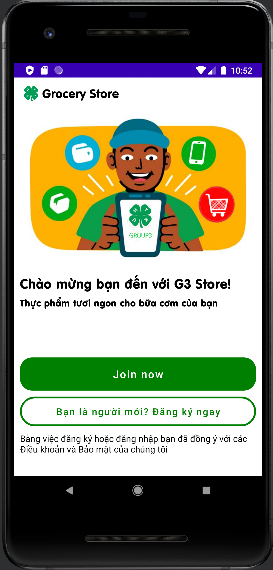 10:52
Grocery Store
GROUP3
Chào mừng bạn đến với G3 Store!
Thực phẩm tươi ngon cho bữa cơm của bạn
Join now
Bạn là người mới? Đăng ký ngay
Bằng việc đăng ký hoặc đăng nhập bạn đã đồng ý với các
Điều khoản và Bảo mật của chúng tôi